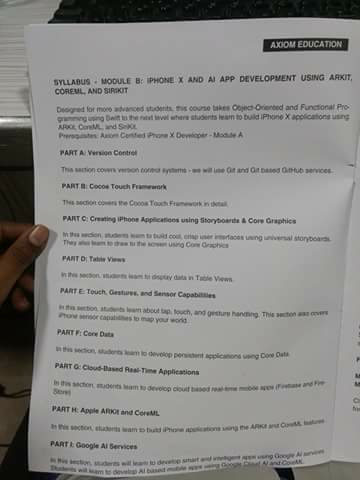 AXIOM EDUCATION
SYLLABUS - MODULE B: iPHONE X AND AI APP DEVELOPMENT USING ARKIT,
COREML, AND SIRIKIT
Designed for more advanced students, this course takes Object-Oriented and Functional Pro-
gramming using Swift to the next level where students learn to build iPhone X applications using
ARKit, CoreML, and SiriKit.
Prerequisites: Axiom Certified iPhone X Developer - Module A
PART A: Version Control
This section covers version control systems - we will use Git and Git based GitHub services.
PART B: Cocoa Touch Framework
This section covers the Cocoa Touch Framework in detail.
PART C: Creating iPhone Applications using Storyboards & Core Graphics
In this section, students learn to build cool, crisp user interfaces using universal storyboards.
They also learn to draw to the screen using Core Graphics
PART D: Table Views
In this section, students learn to display data in Table Views.
PART E: Touch, Gestures, and Sensor Capabilities
In this section, students learn about tap, touch, and gesture handling. This section also covers
iPhone sensor capabilities to map your world.
PART F: Core Data
In this section, students learn to develop persistent applications using Core Data.
PART G: Cloud-Based Real-Time Applications
In this section, students learn to develop cloud based real-time mobile apps (Firebase and Fire-
Store)
PART H: Apple ARKit and CoreML
In this section, students learn to build iPhone applications using the ARKit and CoreML features.
PART I: Google AI Services
In this section, students will learn to develop smart and intelligent apps using Google AI services
Students will learn to develop AI based mobile apps using Google Cloud AI and CoreML.